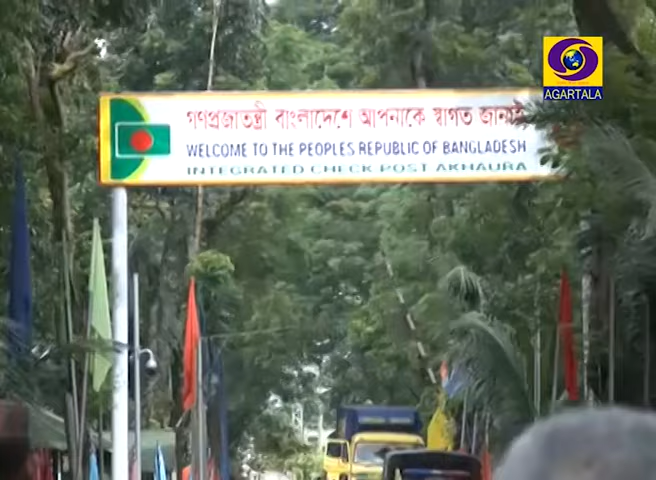 AGARTALA
গণপ্রজাতন্ত্রী বাংলাদেশে আপনাকে স্বাগত জানাই
WELCOME TO THE PEOPLES REPUBLIC OF BANGLADESH
INTEGRATED CHECK POST AKHAURA